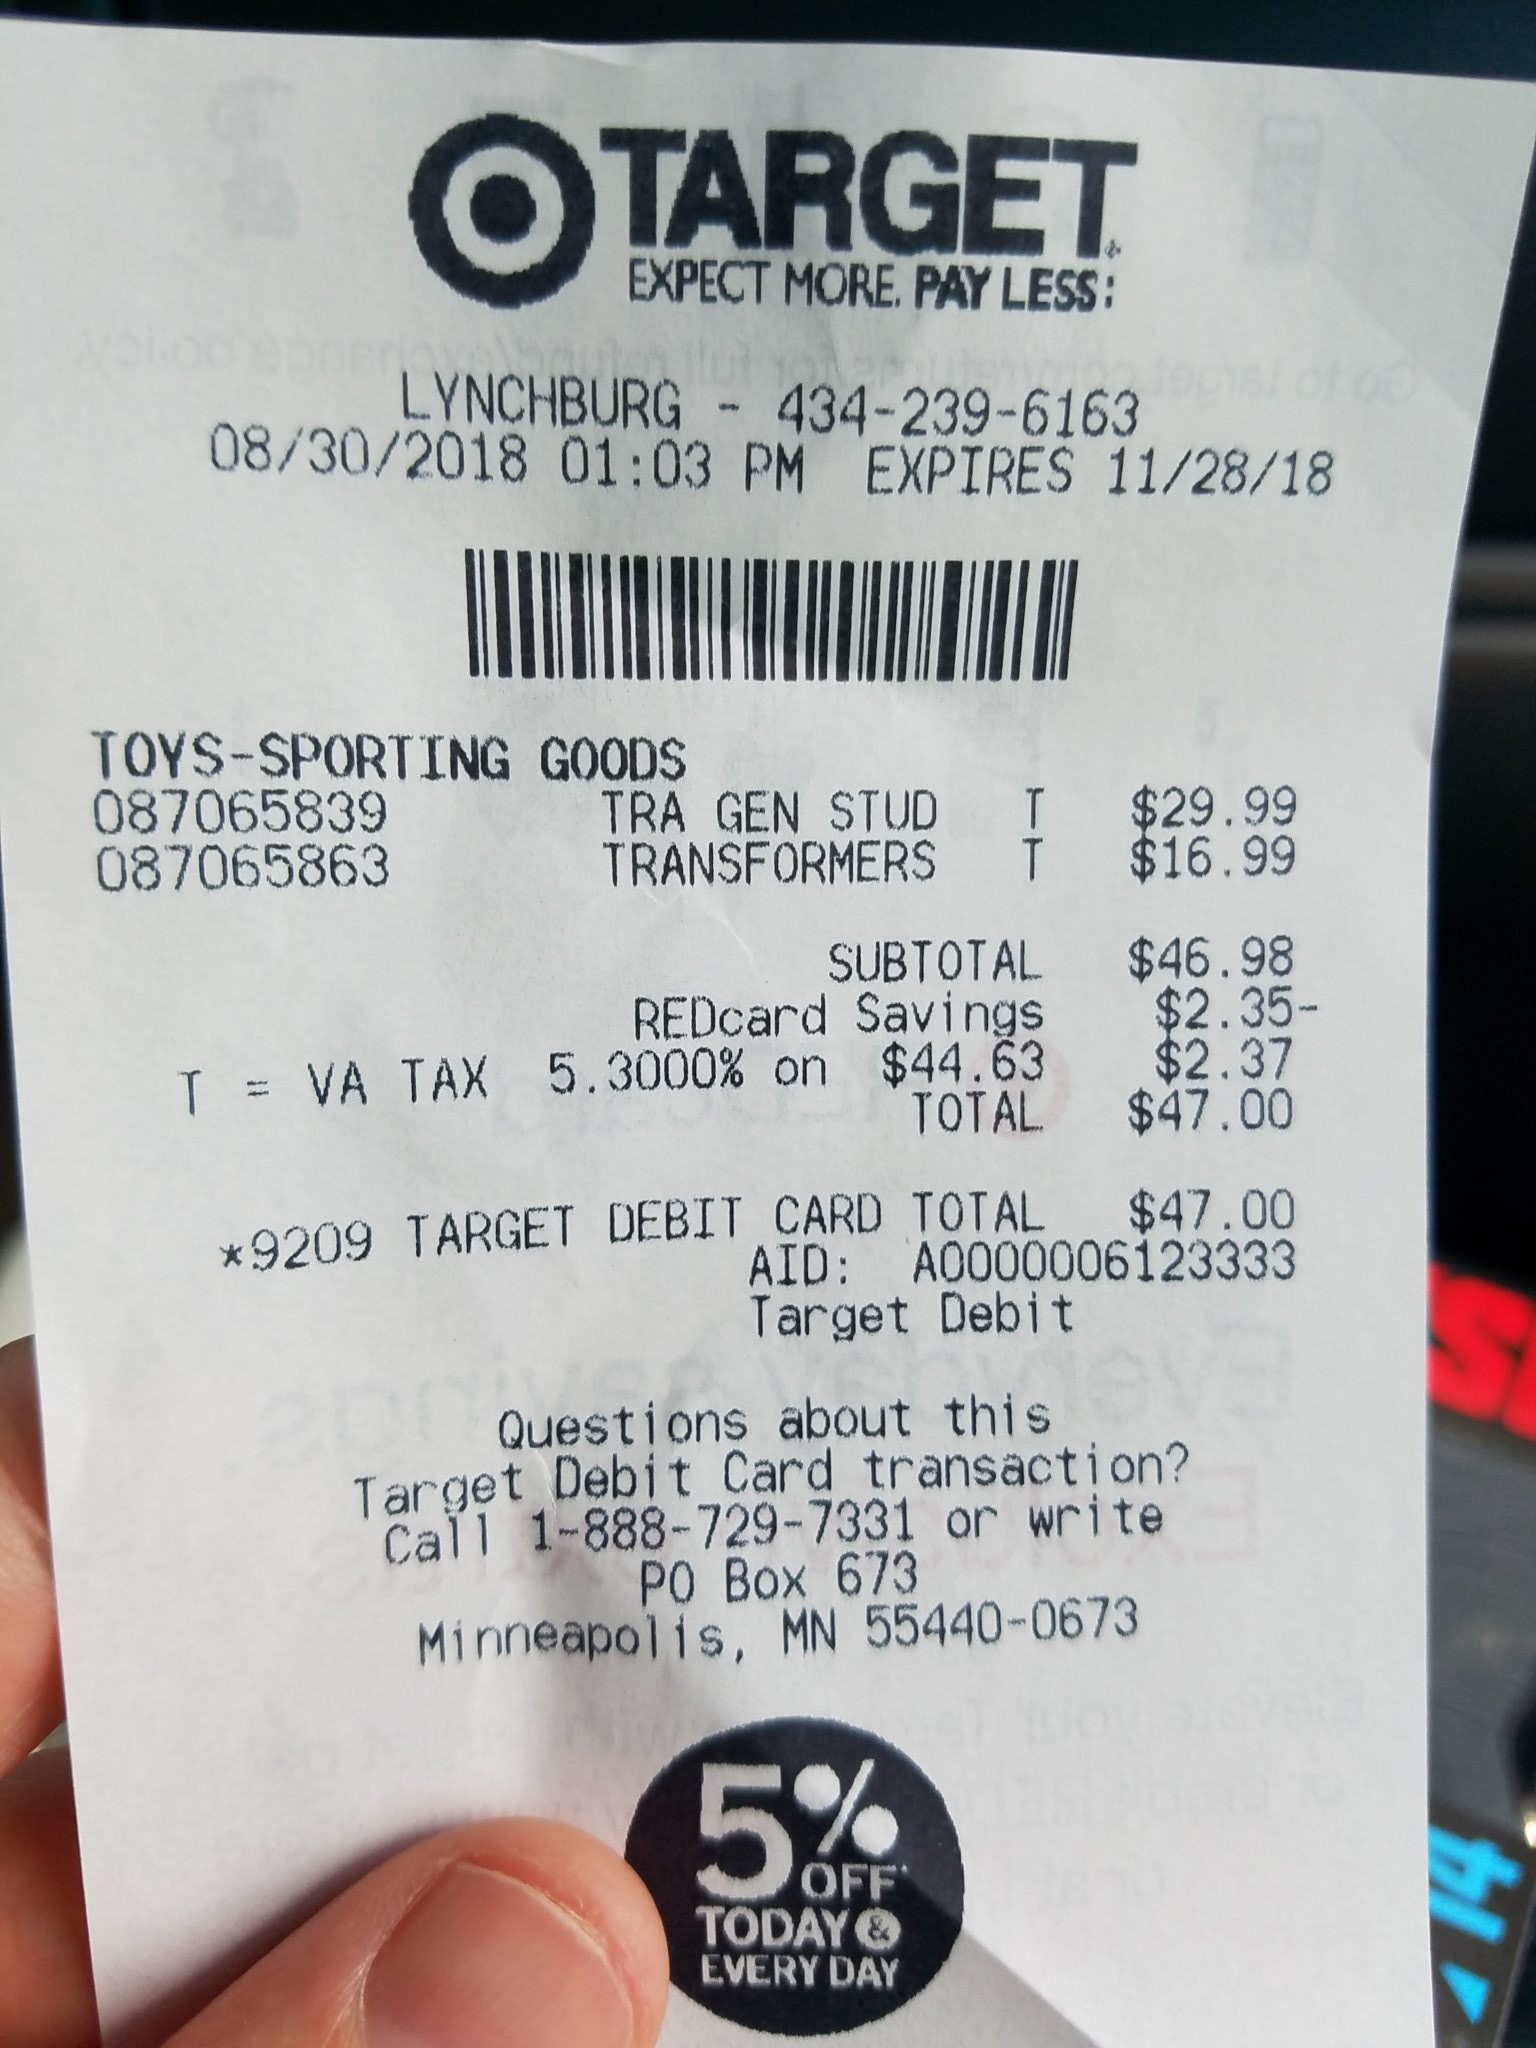 TARGET
EXPECT MORE. PAY LESS.
LYNCHBURG - 434-239-6163
08/30/2018 01:03 PM EXPIRES 11/28/18
TOYS-SPORTING GOODS
087065839 TRA GEN STUD T $29.99
087065863 TRANSFORMERS T $16.99
SUBTOTAL $46.98
REDcard Savings $2.35-
T = VA TAX 5.3000% on $44.63 $2.37
TOTAL $47.00
*9209 TARGET DEBIT CARD TOTAL $47.00
AID: A0000006123333
Target Debit
Questions about this
Target Debit Card transaction?
Call 1-888-729-7331 or write
PO Box 673
Minneapolis, MN 55440-0673
5%
OFF
TODAY &
EVERY DAY
14